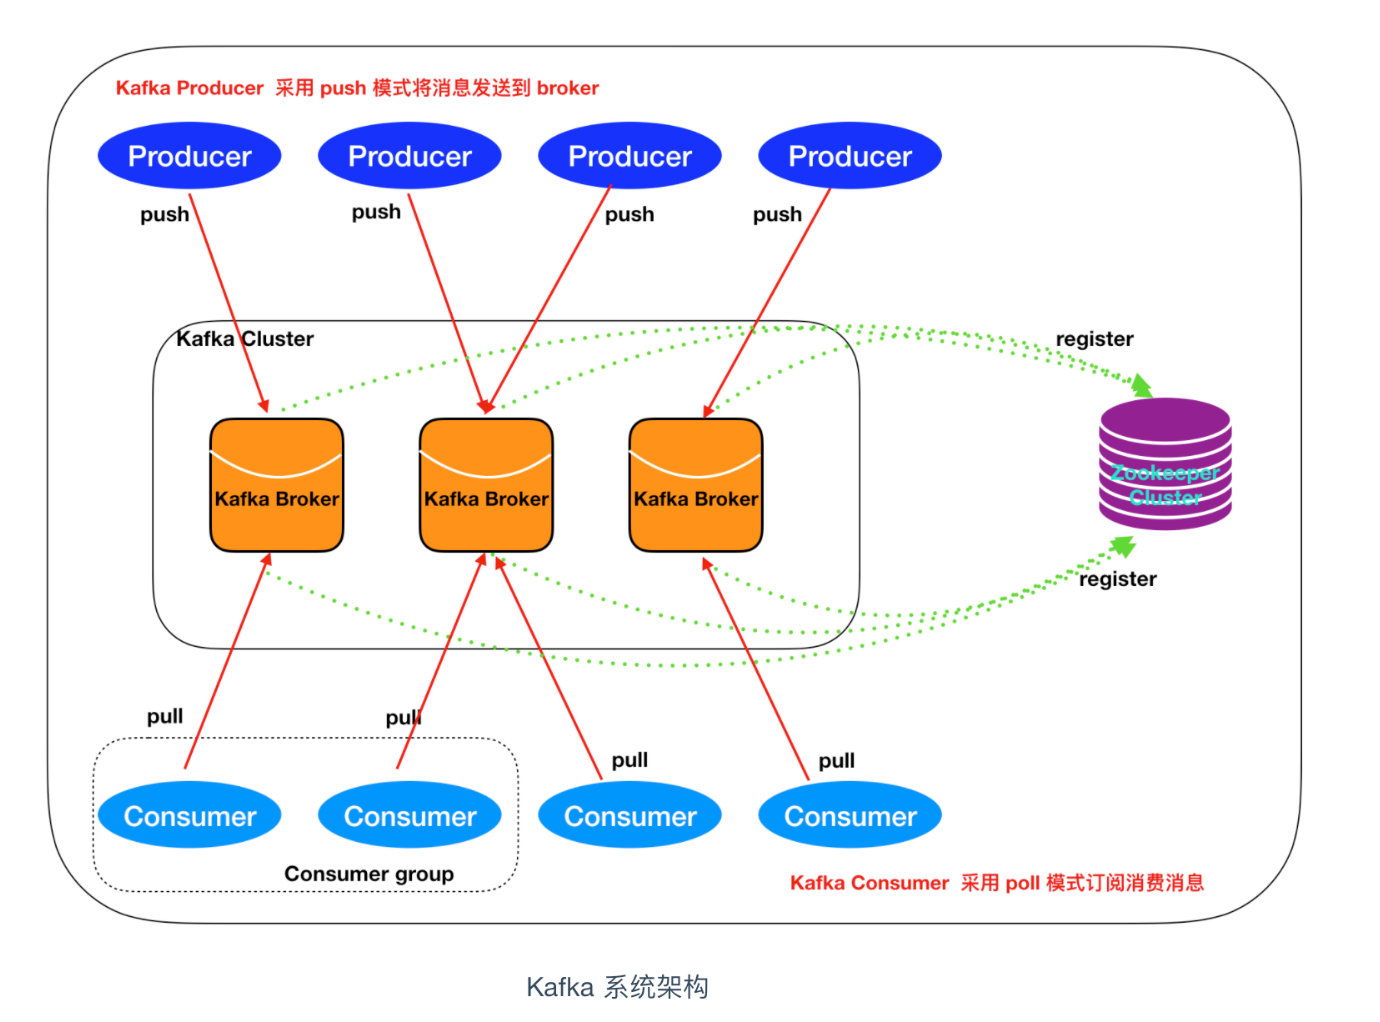 Kafka Producer 采用 push 模式将消息发送到 broker
Producer
Producer
Producer
Producer
push
push
push
push
Kafka Cluster
register
Kafka Broker
Kafka Broker
Kafka Broker
Zookeeper
Cluster
register
pull
pull
pull
pull
Consumer
Consumer
Consumer
Consumer
Consumer group
Kafka Consumer 采用 poll 模式订阅消费消息
Kafka 系统架构